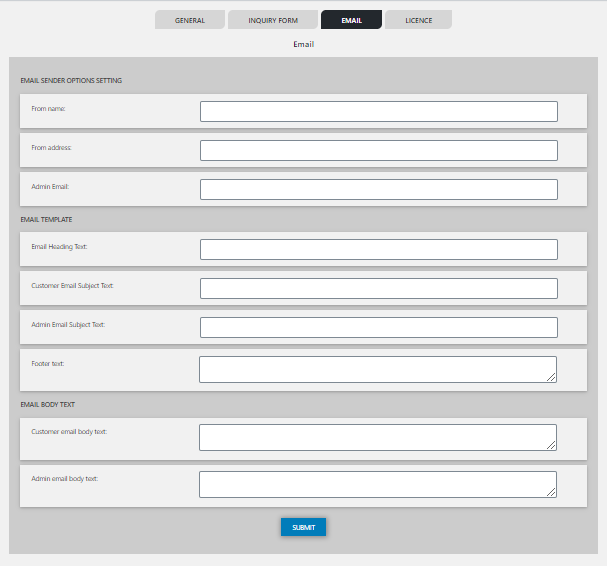 GENERAL INQUIRY FORM EMAIL LICENCE
Email
EMAIL SENDER OPTIONS SETTING
From name:
From address:
Admin Email:
EMAIL TEMPLATE
Email Heading Text:
Customer Email Subject Text:
Admin Email Subject Text:
Footer text:
EMAIL BODY TEXT
Customer email body text:
Admin email body text:
SUBMIT